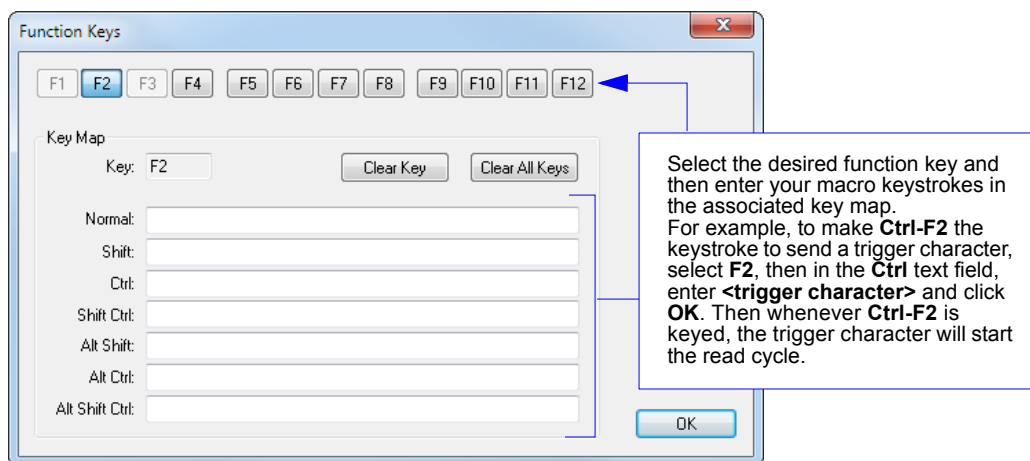 Function Keys
F1 F2 F3 F4 F5 F6 F7 F8 F9 F10 F11 F12
Key Map
Key: F2 Clear Key Clear All Keys
Normal:
Shift:
Ctrl:
Shift Ctrl:
Alt Shift:
Alt Ctrl:
Alt Shift Ctrl:
OK
Select the desired function key and
then enter your macro keystrokes in
the associated key map.
For example, to make Ctrl-F2 the
keystroke to send a trigger character,
select F2, then in the Ctrl text field,
enter <trigger character> and click
OK. Then whenever Ctrl-F2 is
keyed, the trigger character will start
the read cycle.